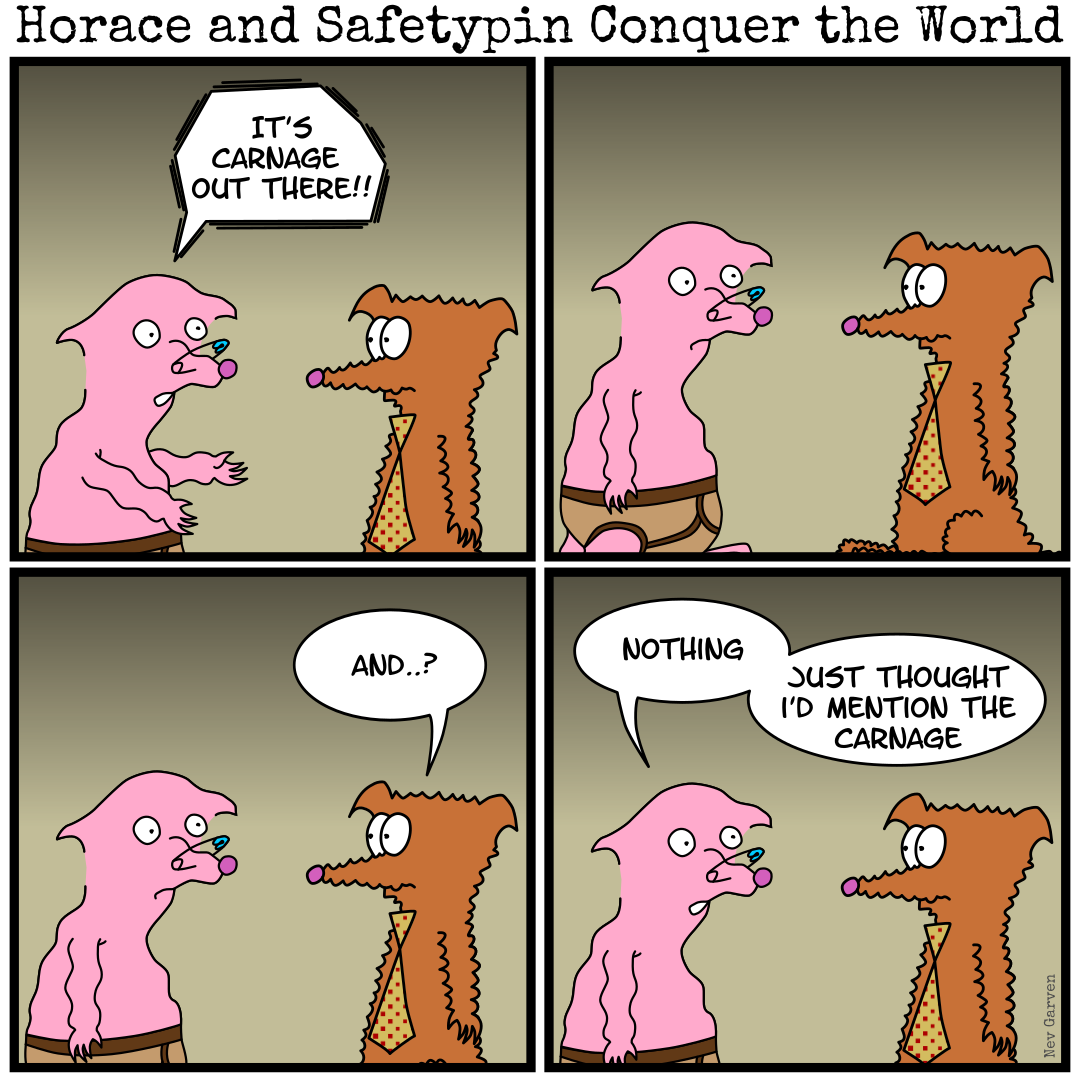 Horace and Safetypin Conquer the World
IT'S
CARNAGE
OUT THERE!!
AND..?
NOTHING
JUST THOUGHT
I'D MENTION THE
CARNAGE
Nev Garven